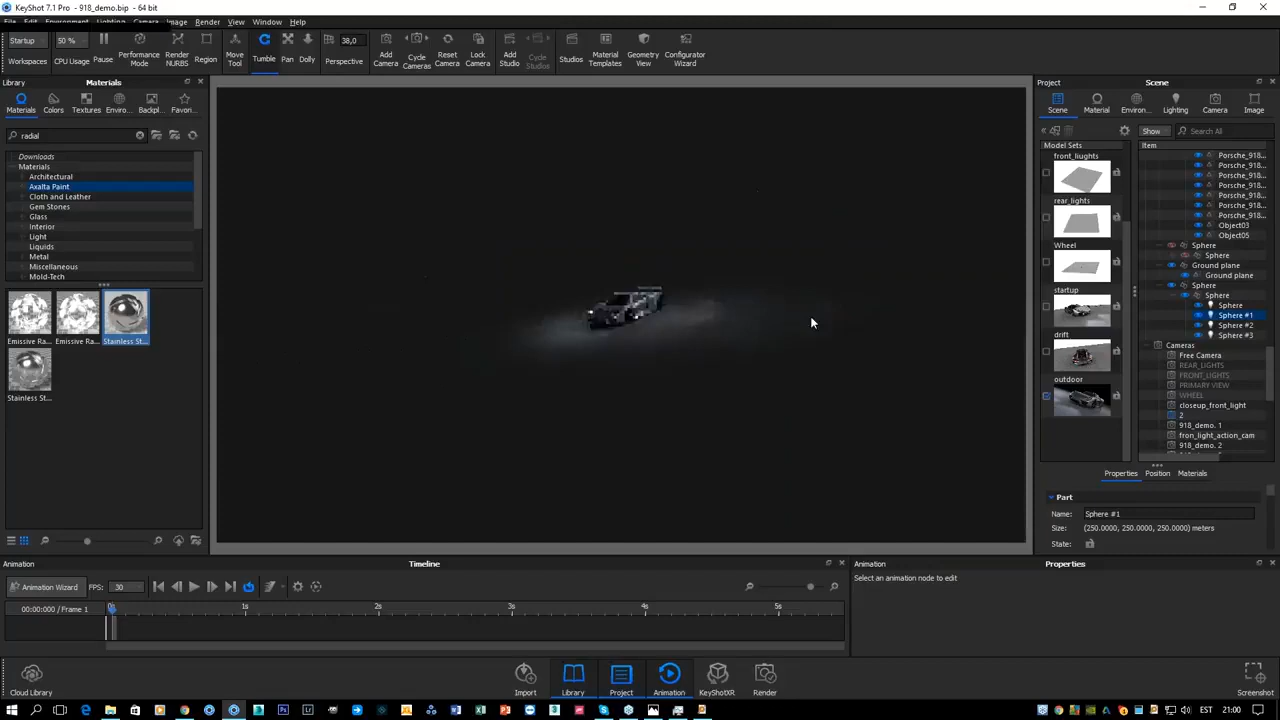 KeyShot 7.1 Pro - 918_demo.bip - 64 bit
File Edit Environment Lighting Camera Image Render View Window Help
Startup
50 %
38,0
Workspaces
CPU Usage
Pause
Performance Mode
Render NURBS
Region
Move Tool
Tumble
Pan
Dolly
Perspective
Add Camera
Cycle Cameras
Reset Camera
Lock Camera
Add Studio
Cycle Studios
Studios
Material Templates
Geometry View
Configurator Wizard
Library
Materials
Materials
Colors
Textures
Enviro...
Backpl...
Favori...
radial
Downloads
Materials
Architectural
Axalta Paint
Cloth and Leather
Gem Stones
Glass
Interior
Light
Liquids
Metal
Miscellaneous
Mold-Tech
Emissive Ra...
Emissive Ra...
Stainless St...
Stainless St...
Project
Scene
Scene
Material
Environ...
Lighting
Camera
Image
Show
Search All
Model Sets
front_liughts
rear_lights
Wheel
startup
drift
outdoor
Item
Porsche_918...
Porsche_918...
Porsche_918...
Porsche_918...
Porsche_918...
Porsche_918...
Porsche_918...
Object03
Object05
Sphere
Sphere
Ground plane
Ground plane
Sphere
Sphere
Sphere
Sphere #1
Sphere #2
Sphere #3
Cameras
Free Camera
REAR_LIGHTS
FRONT_LIGHTS
PRIMARY VIEW
WHEEL
closeup_front_light
2
918_demo. 1
fron_light_action_cam
918_demo. 2
Properties
Position
Materials
Part
Name: Sphere #1
Size: (250.0000, 250.0000, 250.0000) meters
State:
Animation
Timeline
Animation Wizard
FPS: 30
00:00:000 / Frame 1
0s 1s 2s 3s 4s 5s
Animation
Properties
Select an animation node to edit
Cloud Library
Import
Library
Project
Animation
KeyShotXR
Render
Screenshot
EST
21:00